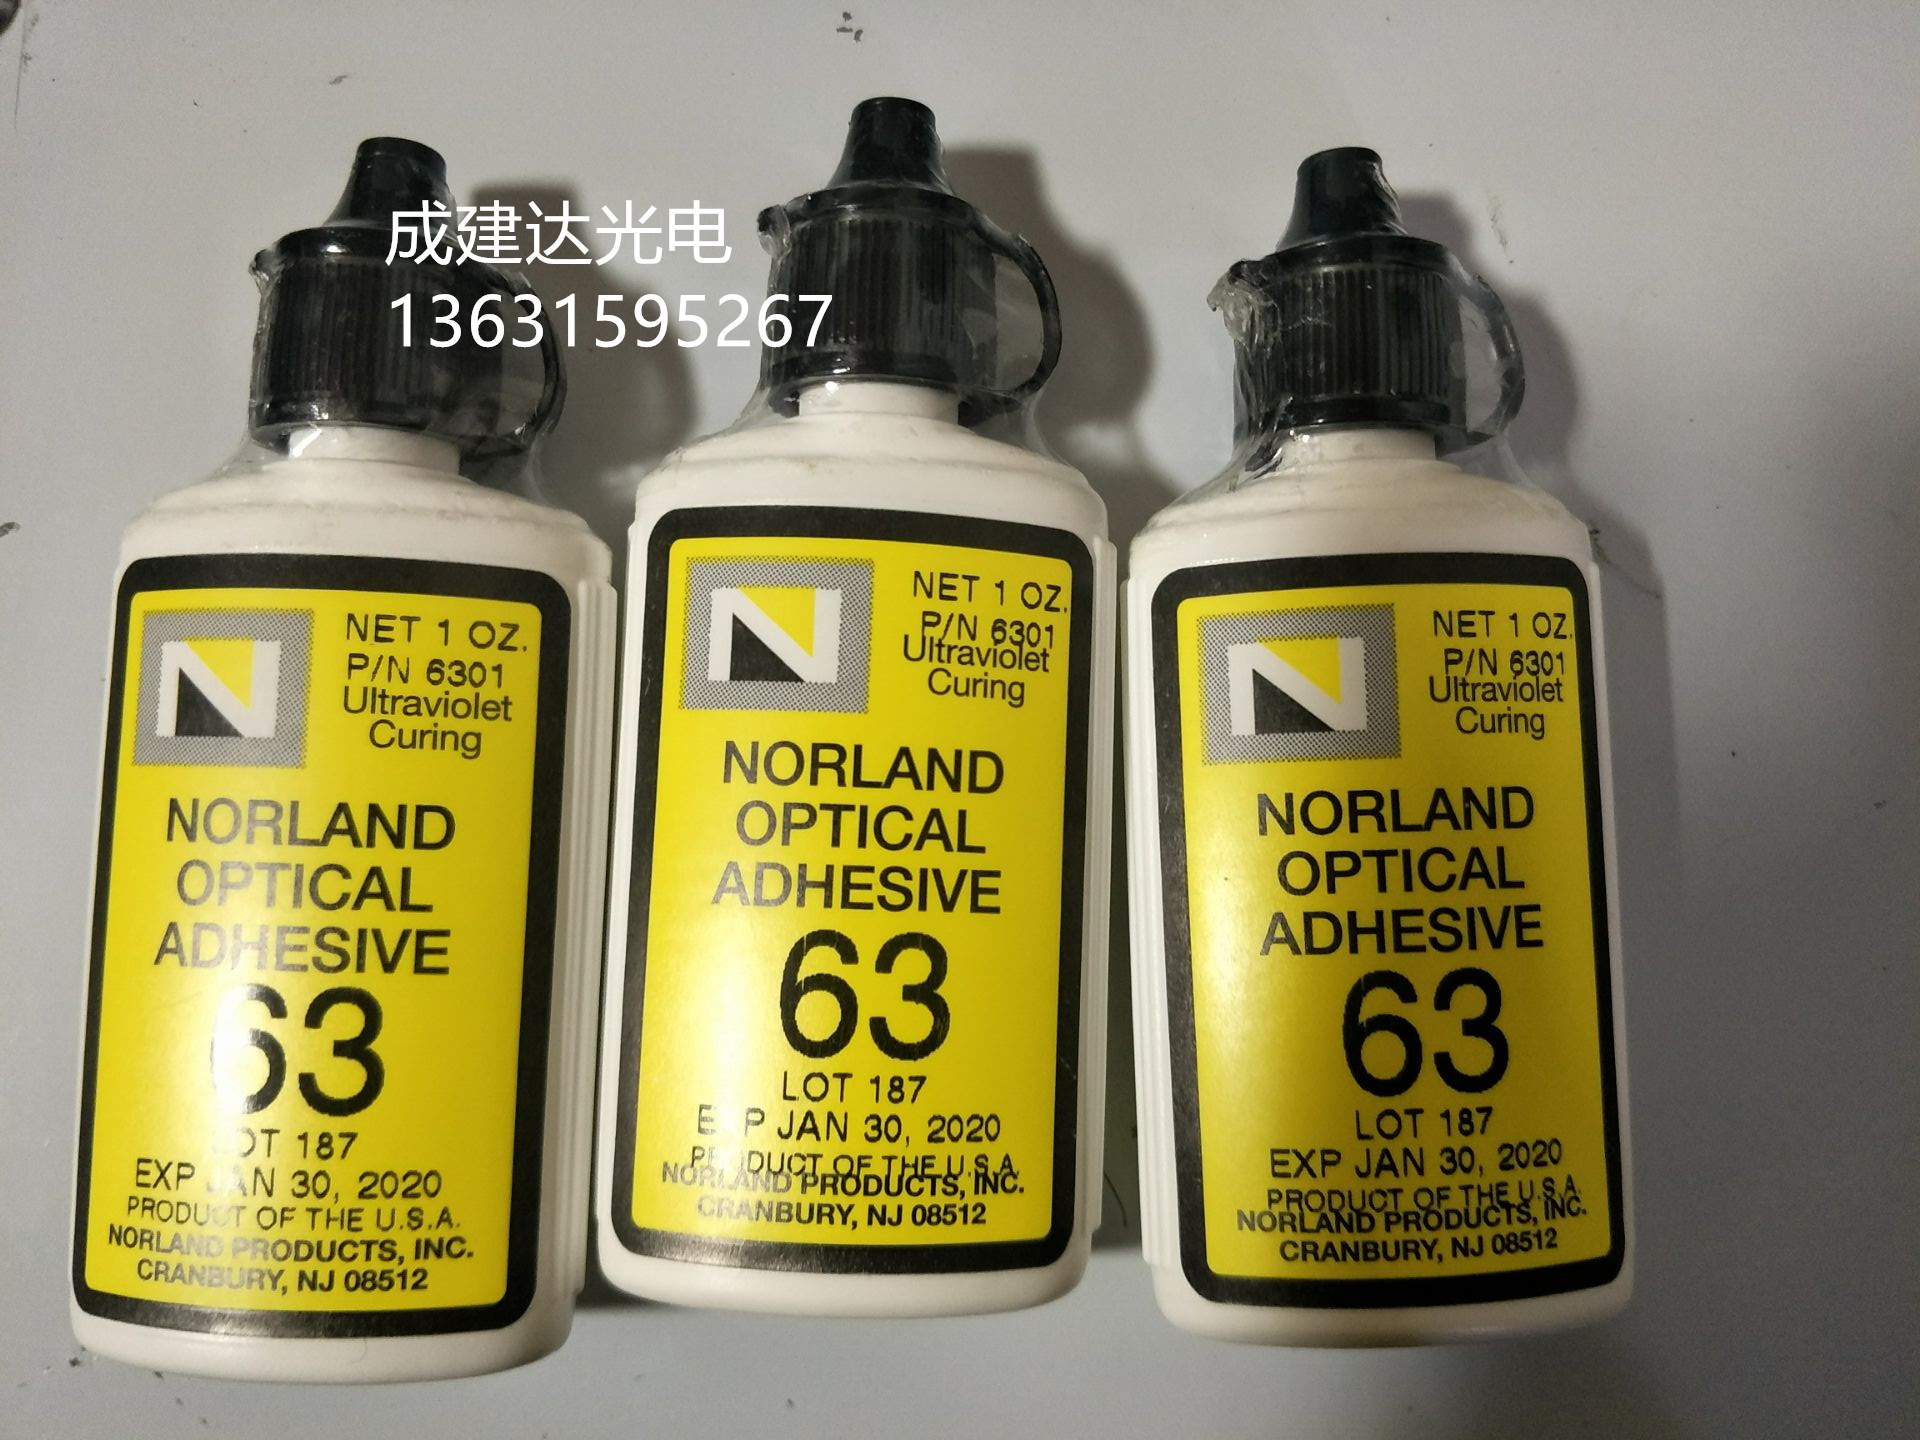 成建达光电
13631595267
NET 1 OZ.
P/N 6301
Ultraviolet
Curing
NORLAND
OPTICAL
ADHESIVE
63
LOT 187
EXP JAN 30, 2020
PRODUCT OF THE U.S.A.
NORLAND PRODUCTS, INC.
CRANBURY, NJ 08512
NET 1 OZ.
P/N 6301
Ultraviolet
Curing
NORLAND
OPTICAL
ADHESIVE
63
LOT 187
EXP JAN 30, 2020
PRODUCT OF THE U.S.A.
NORLAND PRODUCTS, INC.
CRANBURY, NJ 08512
NET 1 OZ.
P/N 6301
Ultraviolet
Curing
NORLAND
OPTICAL
ADHESIVE
63
LOT 187
EXP JAN 30, 2020
PRODUCT OF THE U.S.A.
NORLAND PRODUCTS, INC.
CRANBURY, NJ 08512